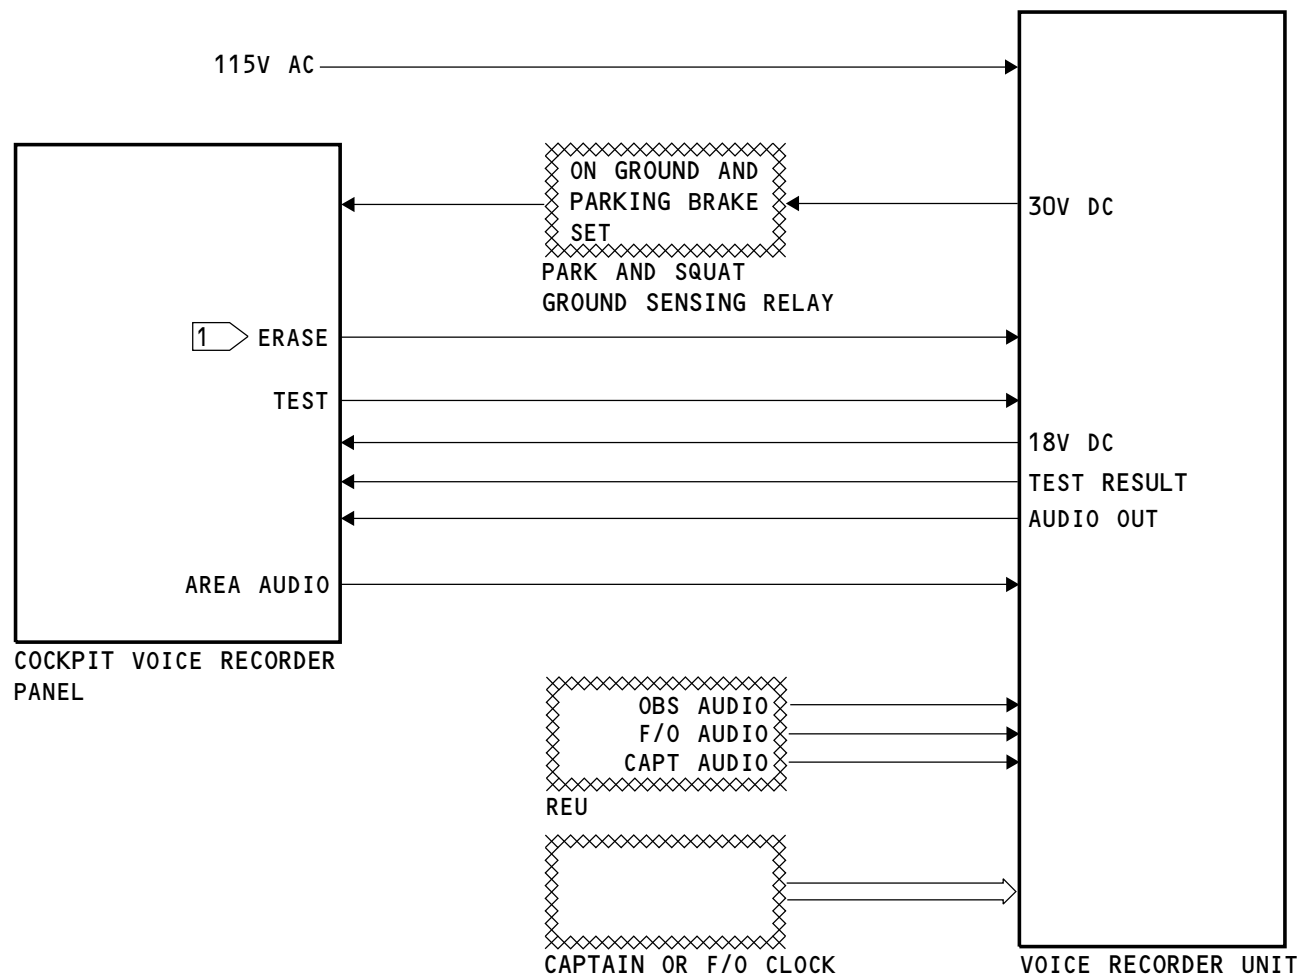 115V AC
ON GROUND AND
PARKING BRAKE
SET
30V DC
PARK AND SQUAT
GROUND SENSING RELAY
1 ERASE
TEST
18V DC
TEST RESULT
AUDIO OUT
AREA AUDIO
COCKPIT VOICE RECORDER
PANEL
OBS AUDIO
F/O AUDIO
CAPT AUDIO
REU
CAPTAIN OR F/O CLOCK
VOICE RECORDER UNIT